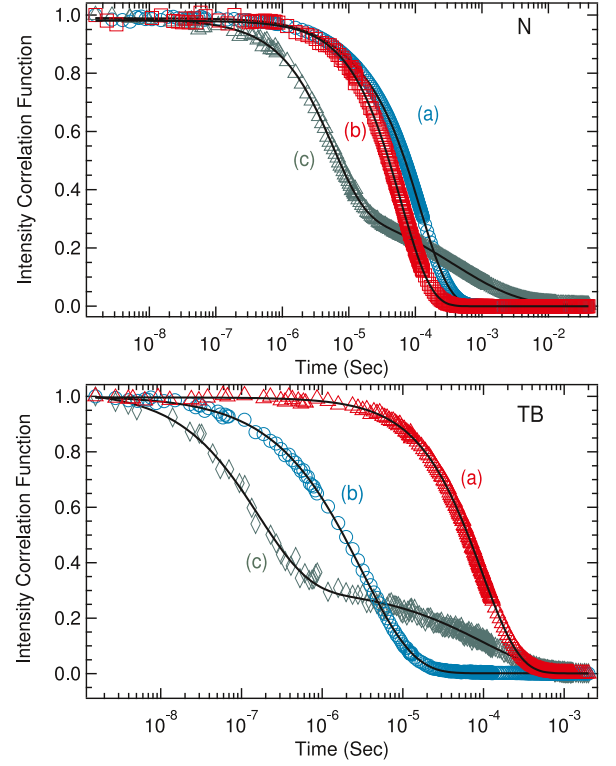 N
Intensity Correlation Function
1.0
0.8
0.6
0.4
0.2
0.0
(a)
(b)
(c)
10⁻⁸ 10⁻⁷ 10⁻⁶ 10⁻⁵ 10⁻⁴ 10⁻³ 10⁻²
Time (Sec)
TB
Intensity Correlation Function
1.0
0.8
0.6
0.4
0.2
0.0
(a)
(b)
(c)
10⁻⁸ 10⁻⁷ 10⁻⁶ 10⁻⁵ 10⁻⁴ 10⁻³
Time (Sec)